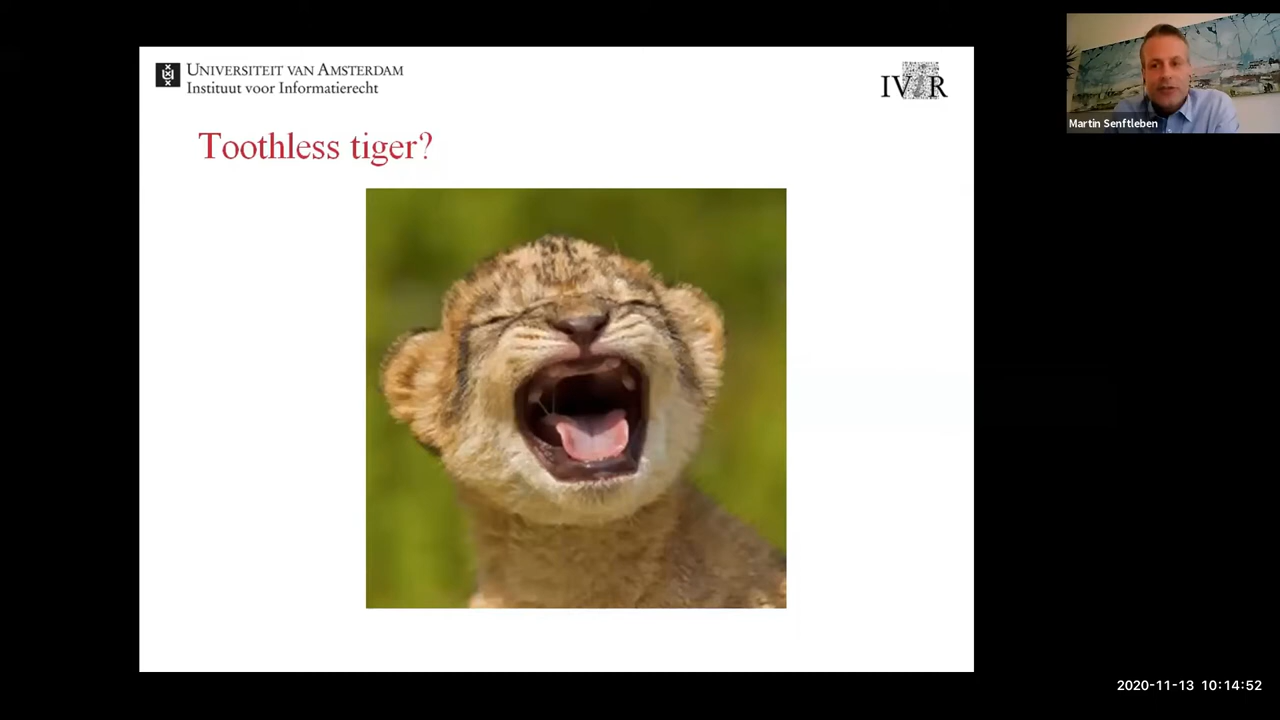 UNIVERSITEIT VAN AMSTERDAM
Instituut voor Informatierecht
IViR
Toothless tiger?
Martin Senftleben
2020-11-13 10:14:52